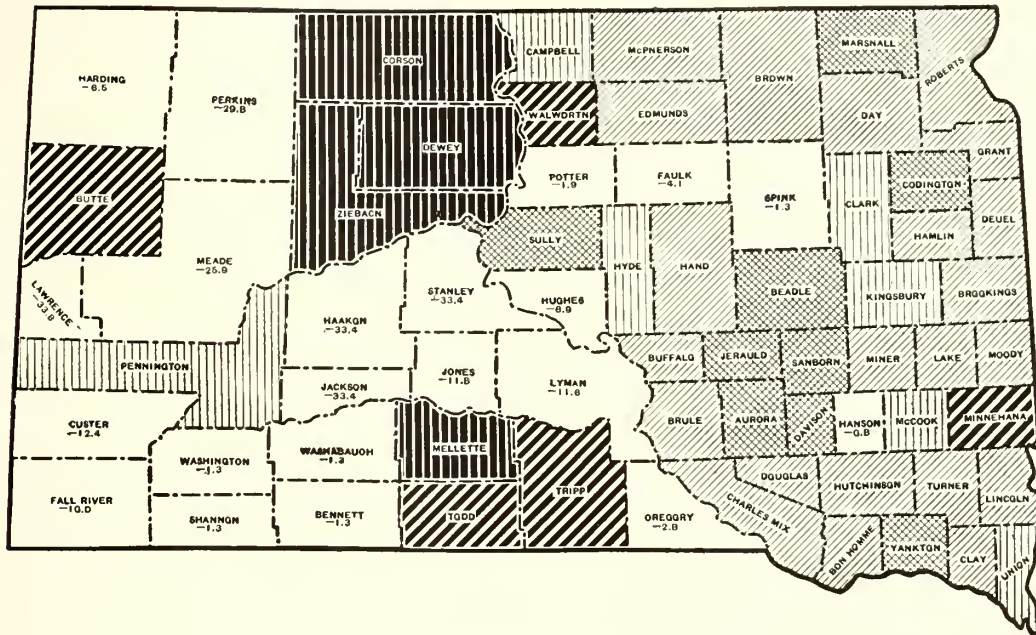 HARDING
-6.5
PERKINS
-29.8
CORSON
CAMPBELL
McPHERSON
BROWN
MARSHALL
ROBERTS
BUTTE
DEWEY
ZIEBACH
WALWORTH
EDMUNDS
DAY
GRANT
POTTER
-1.9
FAULK
-4.1
SPINK
-1.3
CLARK
CODINGTON
DEUEL
HAMLIN
MEADE
-25.9
LAWRENCE
-33.8
SULLY
HYDE
HAND
BEADLE
KINGSBURY
BROOKINGS
HAAKON
-33.4
STANLEY
-33.4
HUGHES
-6.9
PENNINGTON
JACKSON
-33.4
JONES
-11.8
LYMAN
-11.6
BUFFALO
JERAULD
SANBORN
MINER
LAKE
MOODY
CUSTER
-12.4
BRULE
AURORA
DAVISON
HANSON
-0.8
McCOOK
MINNEHAHA
WASHINGTON
-1.3
WASHABAUGH
-1.3
MELLETTE
TRIPP
DOUGLAS
HUTCHINSON
TURNER
LINCOLN
FALL RIVER
-10.0
SHANNON
-1.3
BENNETT
-1.3
TODD
GREGORY
-2.8
CHARLES MIX
BON HOMME
YANKTON
CLAY
UNION